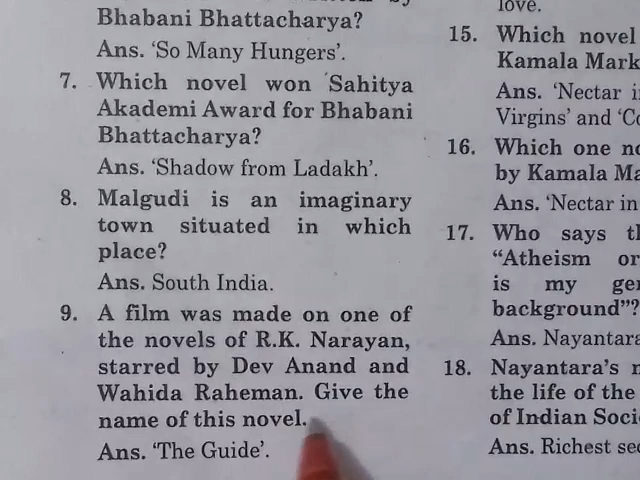 Bhabani Bhattacharya?
Ans. 'So Many Hungers'.
7. Which novel won Sahitya
Akademi Award for Bhabani
Bhattacharya?
Ans. 'Shadow from Ladakh'.
8. Malgudi is an imaginary
town situated in which
place?
Ans. South India.
9. A film was made on one of
the novels of R.K. Narayan,
starred by Dev Anand and
Wahida Raheman. Give the
name of this novel.
Ans. 'The Guide'.
love.
15. Which novel
Kamala Mark
Ans. 'Nectar in
Virgins' and
16. Which one
by Kamala
Ans. 'Nectar in
17. Who says
"Atheism or
is my
background"?
Ans. Nayantara
18. Nayantara's
the life of the
of Indian
Ans. Richest